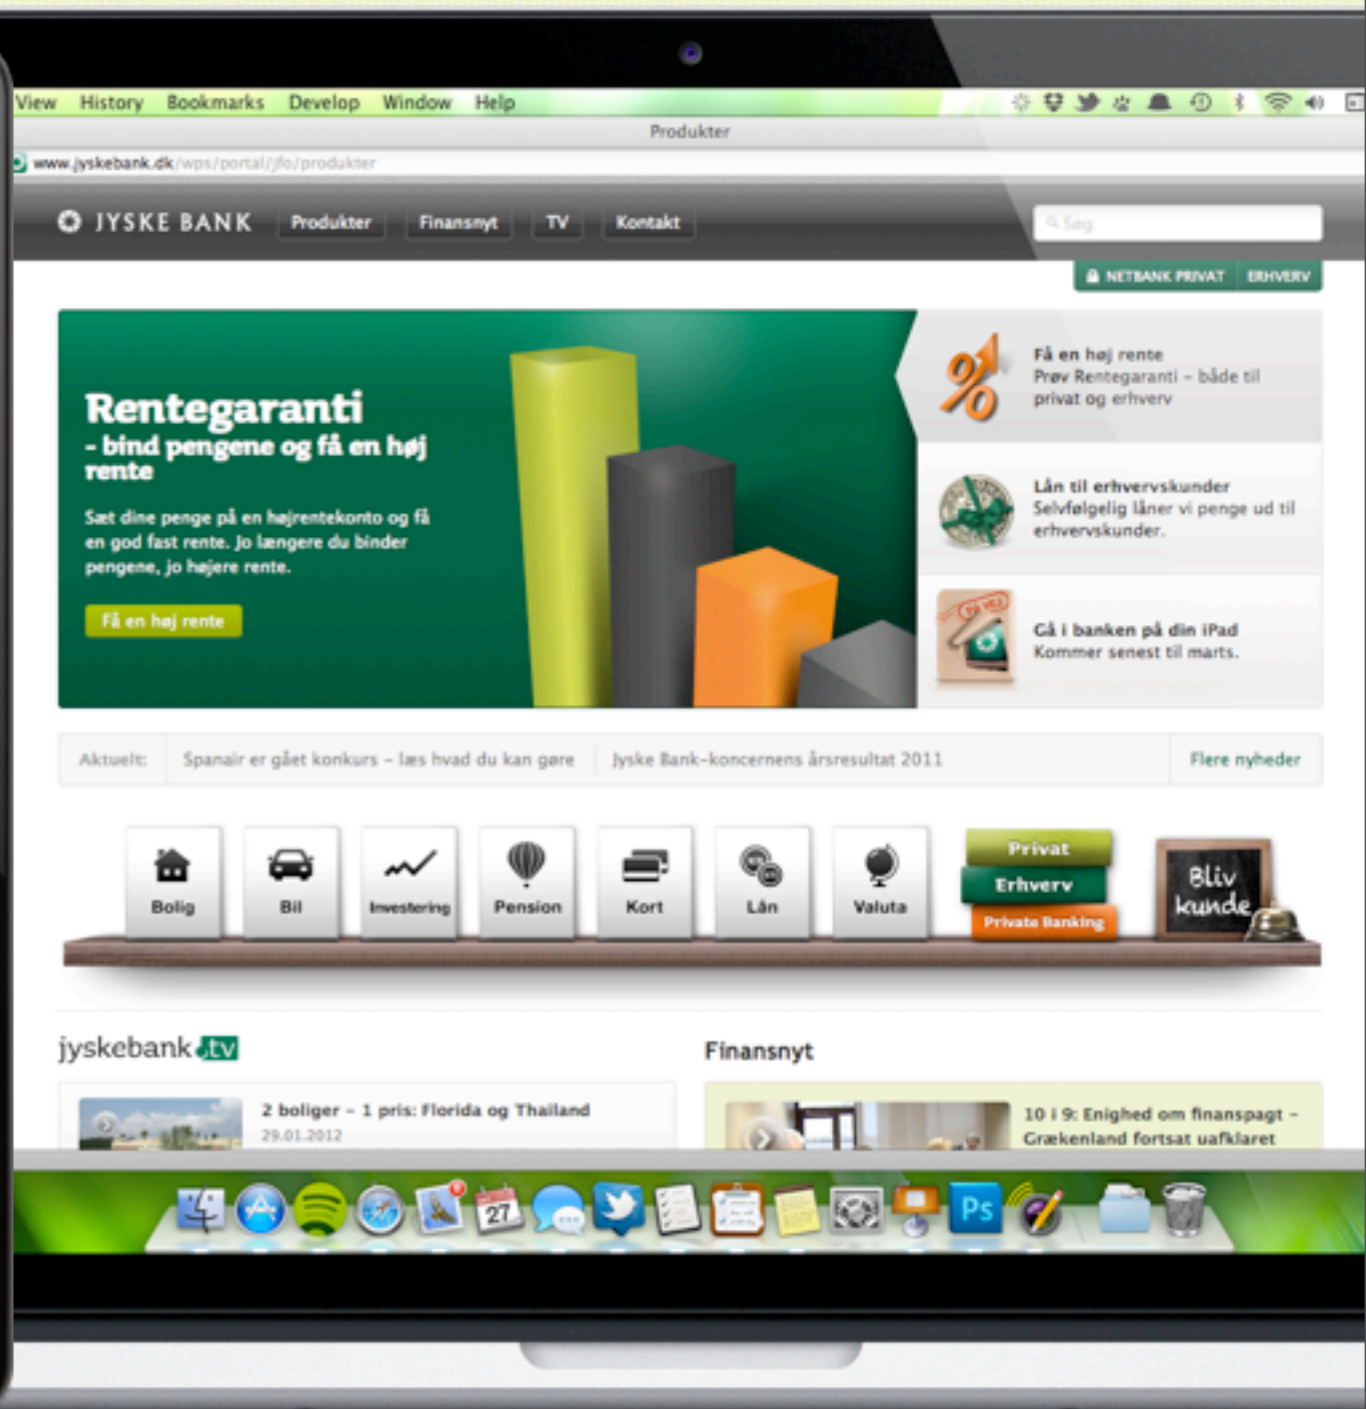 View History Bookmarks Develop Window Help
Produkter
www.jyskebank.dk/wps/portal/jfo/produkter
JYSKE BANK Produkter Finansnyt TV Kontakt Søg
NETBANK PRIVAT ERHVERV
Rentegaranti
- bind pengene og få en høj
rente
Sæt dine penge på en højrentekonto og få
en god fast rente. Jo længere du binder
pengene, jo højere rente.
Få en høj rente
Få en høj rente
Prøv Rentegaranti – både til
privat og erhverv
Lån til erhvervskunder
Selvfølgelig låner vi penge ud til
erhvervskunder.
PÅ VEJ
Gå i banken på din iPad
Kommer senest til marts.
Aktuelt: Spanair er gået konkurs – læs hvad du kan gøre Jyske Bank-koncernens årsresultat 2011 Flere nyheder
Bolig Bil Investering Pension Kort Lån Valuta
Privat
Erhverv
Private Banking
Bliv
kunde
jyskebank.tv
2 boliger – 1 pris: Florida og Thailand
29.01.2012
Finansnyt
10 i 9: Enighed om finanspagt –
Grækenland fortsat uafklaret
27
Ps